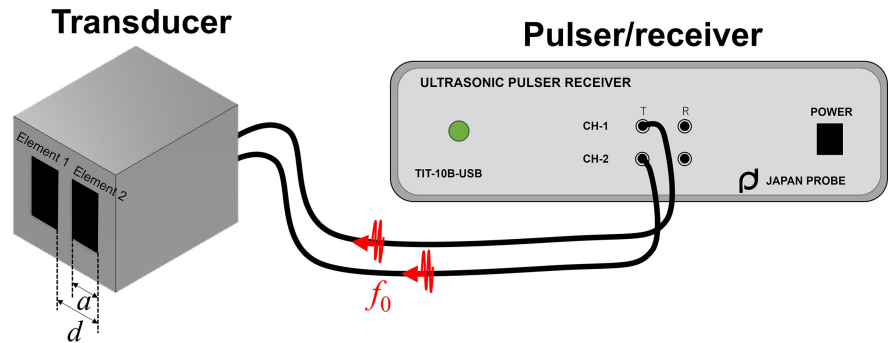 Transducer
Pulser/receiver
ULTRASONIC PULSER RECEIVER
T R
POWER
CH-1
CH-2
TIT-10B-USB
JAPAN PROBE
Element 1
Element 2
a
d
f₀